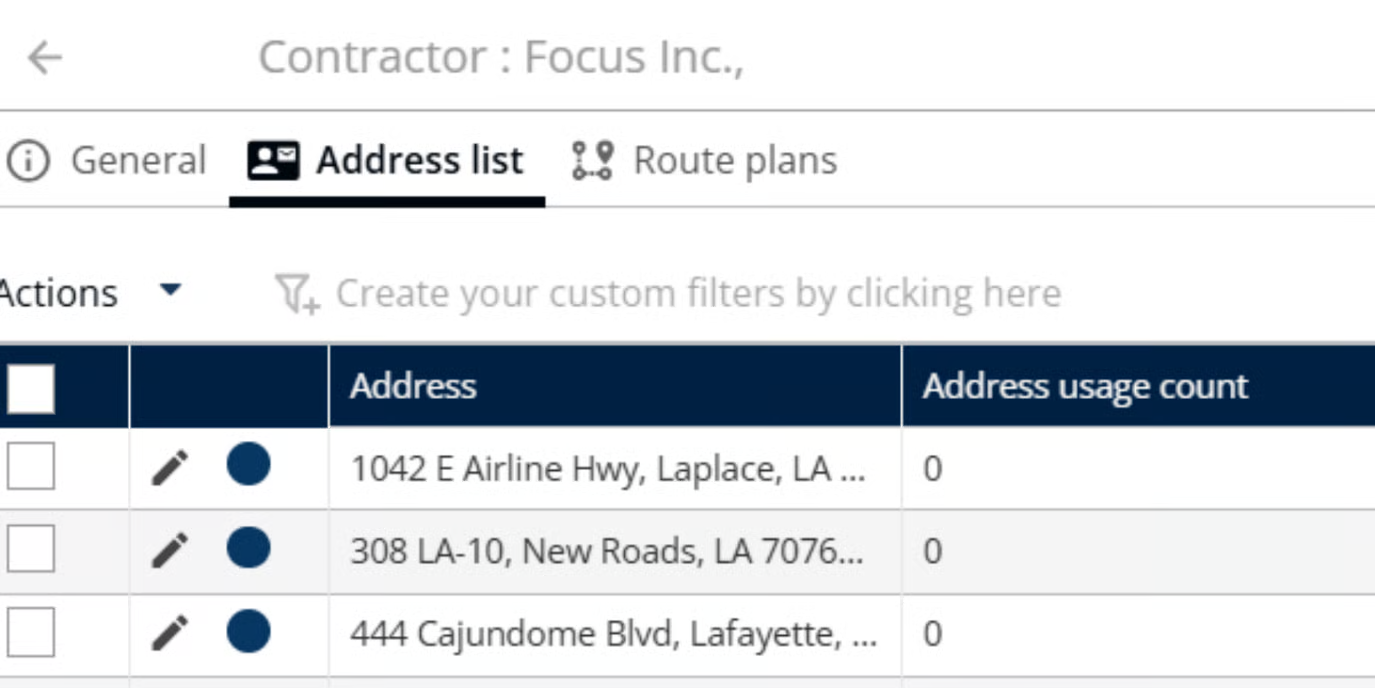 Contractor : Focus Inc.,
General Address list Route plans
Actions Create your custom filters by clicking here
Address Address usage count
1042 E Airline Hwy, Laplace, LA ... 0
308 LA-10, New Roads, LA 7076... 0
444 Cajundome Blvd, Lafayette, ... 0